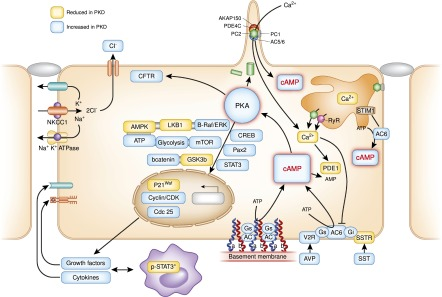 Reduced in PKD
Increased in PKD
Ca²⁺
AKAP150
PDE4C
PC2
PC1
AC5/6
Cl⁻
CFTR
cAMP
Ca²⁺
STIM1
K⁺
NKCC1
2Cl⁻
Na⁺
Na⁺ K⁺ ATPase
PKA
RyR
ATP
AC6
cAMP
AMPK
LKB1
B-Raf/ERK
CREB
Ca²⁺
ATP
Glycolysis
mTOR
Pax2
bcatenin
GSK3b
STAT3
cAMP
PDE1
AMP
P21ᵂᵃᶠ
Cyclin/CDK
Cdc 25
ATP
ATP
Gs
Gs
AC
AC
V2R
Gs
AC6
Gi
SSTR
Basement membrane
AVP
SST
Growth factors
Cytokines
p-STAT3*